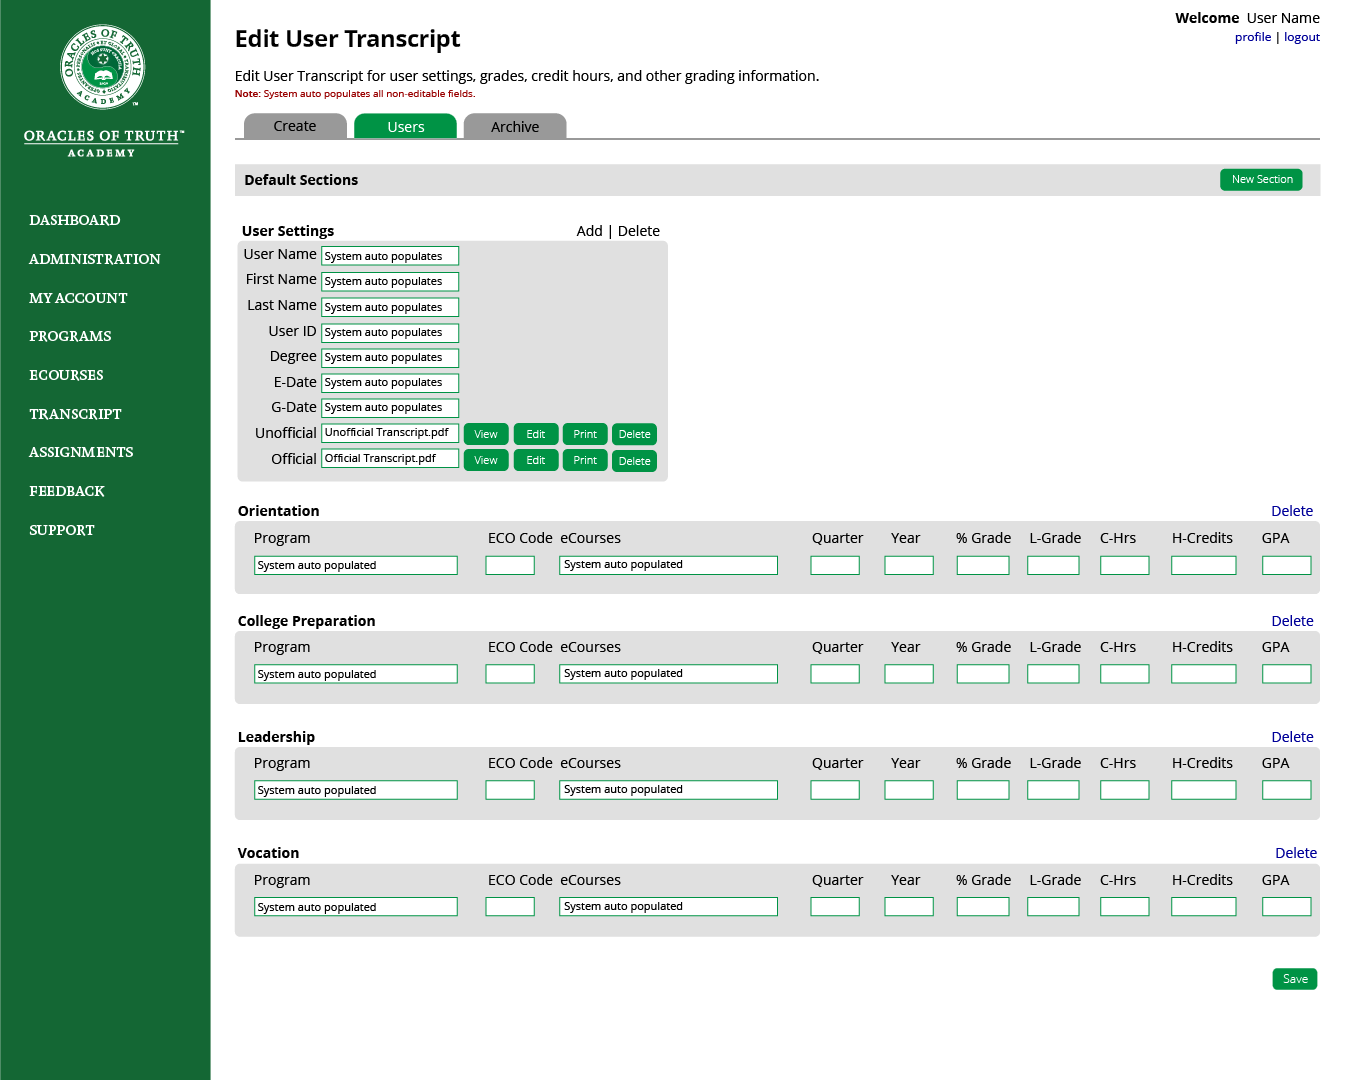 Welcome User Name
profile | logout
ORACLES OF TRUTH
ACADEMY
™
ORACLES OF TRUTH™
ACADEMY
DASHBOARD
ADMINISTRATION
MY ACCOUNT
PROGRAMS
ECOURSES
TRANSCRIPT
ASSIGNMENTS
FEEDBACK
SUPPORT
Edit User Transcript
Edit User Transcript for user settings, grades, credit hours, and other grading information.
Note: System auto populates all non-editable fields.
Create Users Archive
Default Sections New Section
User Settings Add | Delete
User Name System auto populates
First Name System auto populates
Last Name System auto populates
User ID System auto populates
Degree System auto populates
E-Date System auto populates
G-Date System auto populates
Unofficial Unofficial Transcript.pdf View Edit Print Delete
Official Official Transcript.pdf View Edit Print Delete
Orientation Delete
Program ECO Code eCourses Quarter Year % Grade L-Grade C-Hrs H-Credits GPA
System auto populated System auto populated
College Preparation Delete
Program ECO Code eCourses Quarter Year % Grade L-Grade C-Hrs H-Credits GPA
System auto populated System auto populated
Leadership Delete
Program ECO Code eCourses Quarter Year % Grade L-Grade C-Hrs H-Credits GPA
System auto populated System auto populated
Vocation Delete
Program ECO Code eCourses Quarter Year % Grade L-Grade C-Hrs H-Credits GPA
System auto populated System auto populated
Save